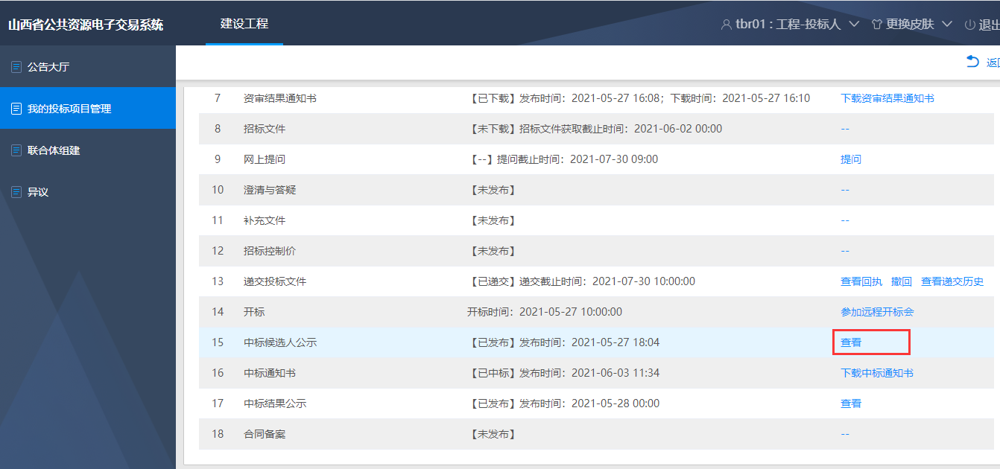 山西省公共资源电子交易系统 建设工程 tbr01 : 工程-投标人 更换皮肤 退出
公告大厅
返回
我的投标项目管理
联合体组建
异议
7 资审结果通知书 【已下载】发布时间：2021-05-27 16:08；下载时间：2021-05-27 16:10 下载资审结果通知书
8 招标文件 【未下载】招标文件获取截止时间：2021-06-02 00:00 --
9 网上提问 【--】提问截止时间：2021-07-30 09:00 提问
10 澄清与答疑 【未发布】 --
11 补充文件 【未发布】 --
12 招标控制价 【未发布】 --
13 递交投标文件 【已递交】递交截止时间：2021-07-30 10:00:00 查看回执 撤回 查看递交历史
14 开标 开标时间：2021-05-27 10:00:00 参加远程开标会
15 中标候选人公示 【已发布】发布时间：2021-05-27 18:04 查看
16 中标通知书 【已中标】发布时间：2021-06-03 11:34 下载中标通知书
17 中标结果公示 【已发布】发布时间：2021-05-28 00:00 查看
18 合同备案 【未发布】 --